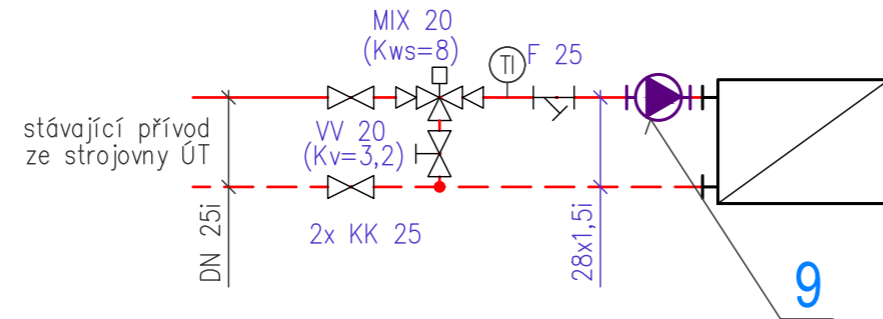 MIX 20
(Kws=8)
TI
F 25
stávající přívod
ze strojovny ÚT
VV 20
(Kv=3,2)
2x KK 25
DN 25i
28x1,5i
9